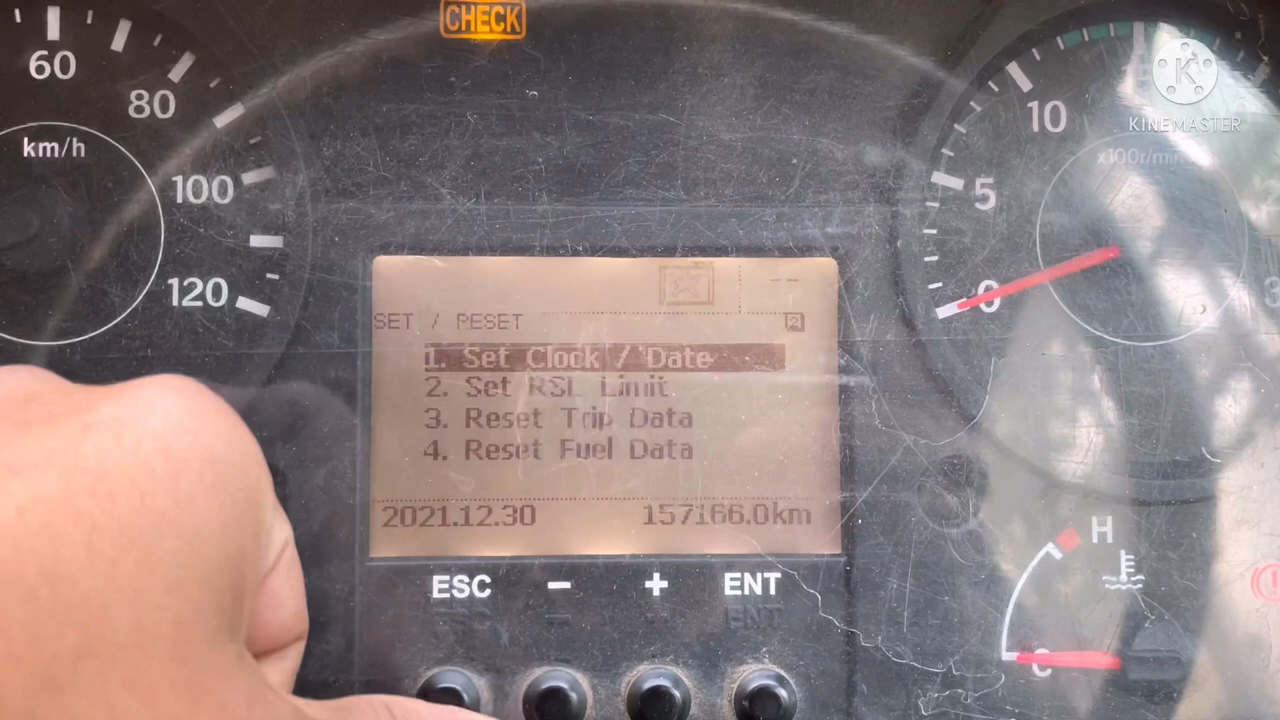 CHECK
60
80
km/h
100
120
10
5
0
x100r/min
K
KINEMASTER
SET / RESET
2
1. Set Clock / Date
2. Set RSL Limit
3. Reset Trip Data
4. Reset Fuel Data
2021.12.30 157166.0km
ESC - + ENT
H
C